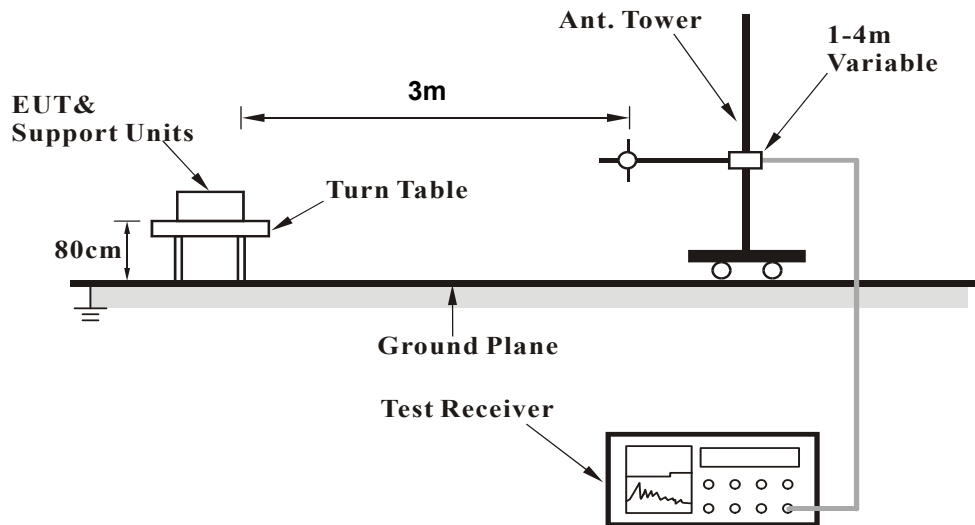 Ant. Tower
1-4m
Variable
3m
EUT&
Support Units
Turn Table
80cm
Ground Plane
Test Receiver